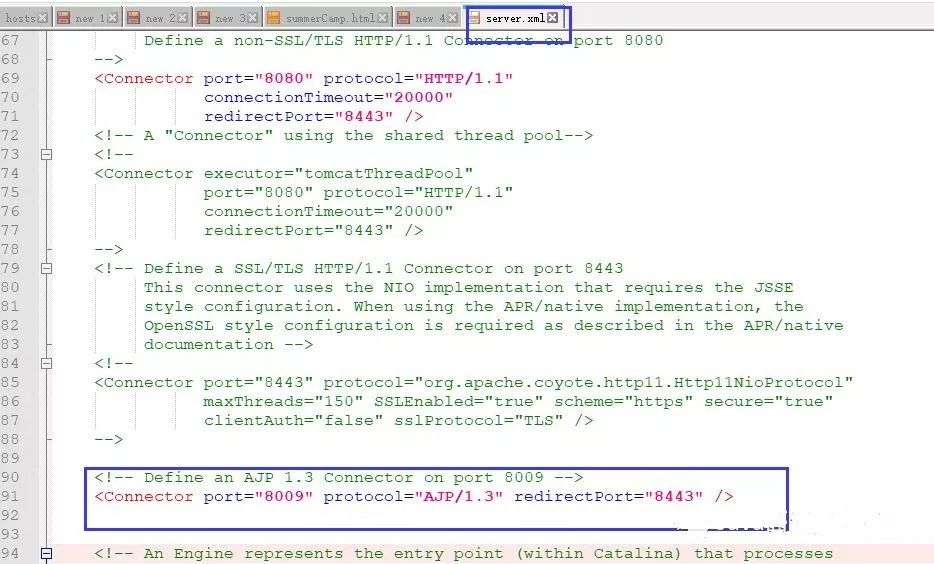 hosts new 1 new 2 new 3 summerCamp.html new 4 server.xml
67 Define a non-SSL/TLS HTTP/1.1 Connector on port 8080
68 -->
69 <Connector port="8080" protocol="HTTP/1.1"
70 connectionTimeout="20000"
71 redirectPort="8443" />
72 <!-- A "Connector" using the shared thread pool-->
73 <!--
74 <Connector executor="tomcatThreadPool"
75 port="8080" protocol="HTTP/1.1"
76 connectionTimeout="20000"
77 redirectPort="8443" />
78 -->
79 <!-- Define a SSL/TLS HTTP/1.1 Connector on port 8443
80 This connector uses the NIO implementation that requires the JSSE
81 style configuration. When using the APR/native implementation, the
82 OpenSSL style configuration is required as described in the APR/native
83 documentation -->
84 <!--
85 <Connector port="8443" protocol="org.apache.coyote.http11.Http11NioProtocol"
86 maxThreads="150" SSLEnabled="true" scheme="https" secure="true"
87 clientAuth="false" sslProtocol="TLS" />
88 -->
89
90 <!-- Define an AJP 1.3 Connector on port 8009 -->
91 <Connector port="8009" protocol="AJP/1.3" redirectPort="8443" />
92
93
94 <!-- An Engine represents the entry point (within Catalina) that processes